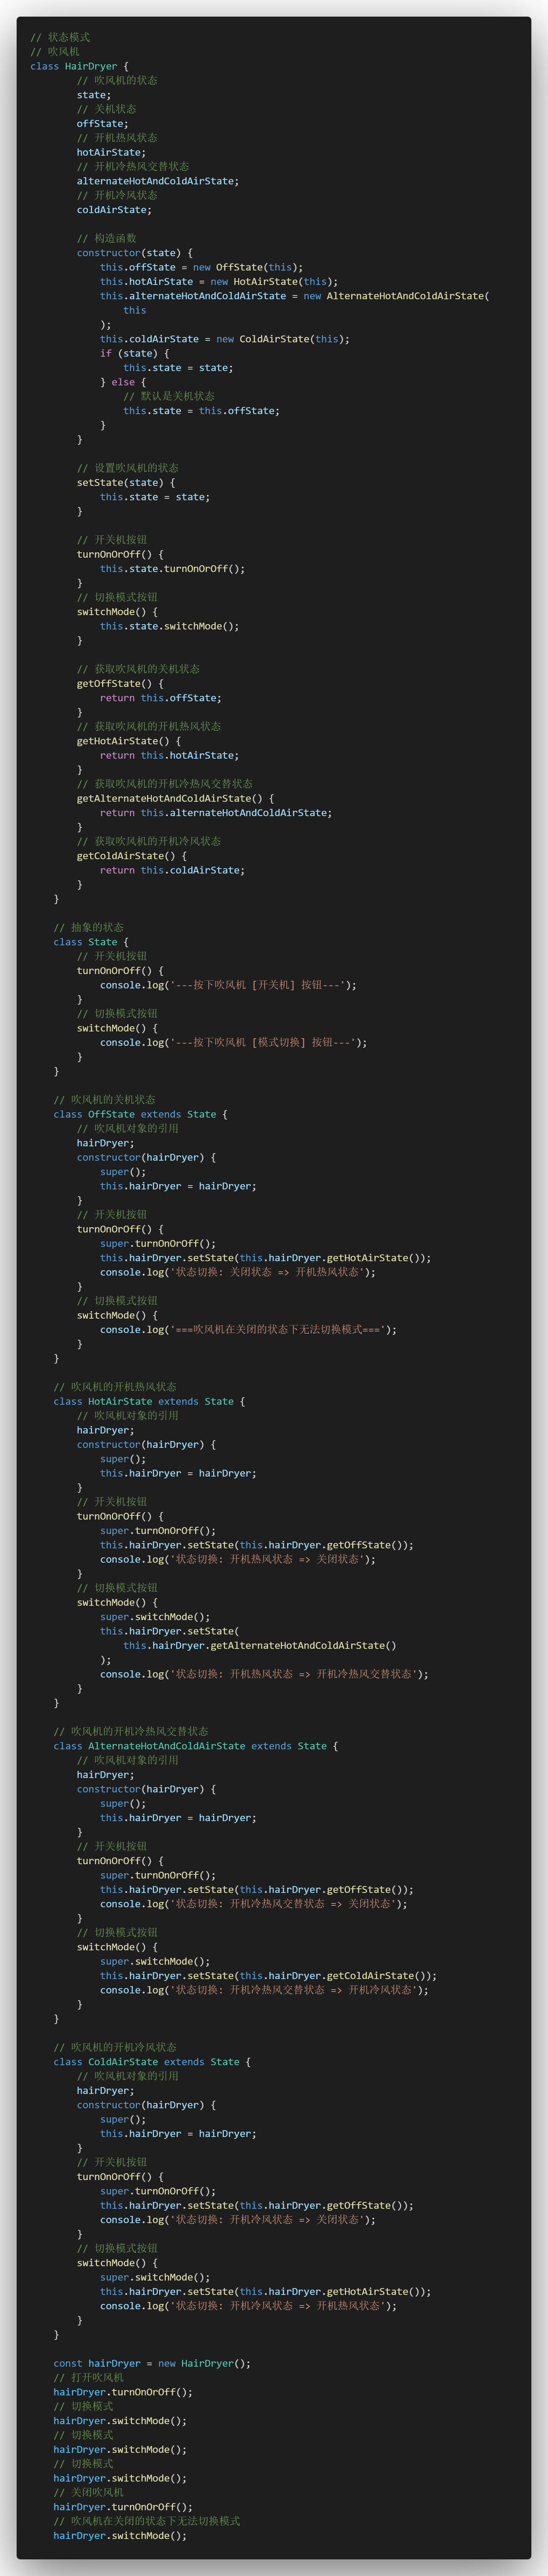 // 状态模式
// 吹风机
class HairDryer {
        // 吹风机的状态
        state;
        // 关机状态
        offState;
        // 开机热风状态
        hotAirState;
        // 开机冷热风交替状态
        alternateHotAndColdAirState;
        // 开机冷风状态
        coldAirState;

        // 构造函数
        constructor(state) {
            this.offState = new OffState(this);
            this.hotAirState = new HotAirState(this);
            this.alternateHotAndColdAirState = new AlternateHotAndColdAirState(
                this
            );
            this.coldAirState = new ColdAirState(this);
            if (state) {
                this.state = state;
            } else {
                // 默认是关机状态
                this.state = this.offState;
            }
        }

        // 设置吹风机的状态
        setState(state) {
            this.state = state;
        }

        // 开关机按钮
        turnOnOrOff() {
            this.state.turnOnOrOff();
        }
        // 切换模式按钮
        switchMode() {
            this.state.switchMode();
        }

        // 获取吹风机的关机状态
        getOffState() {
            return this.offState;
        }
        // 获取吹风机的开机热风状态
        getHotAirState() {
            return this.hotAirState;
        }
        // 获取吹风机的开机冷热风交替状态
        getAlternateHotAndColdAirState() {
            return this.alternateHotAndColdAirState;
        }
        // 获取吹风机的开机冷风状态
        getColdAirState() {
            return this.coldAirState;
        }
    }

    // 抽象的状态
    class State {
        // 开关机按钮
        turnOnOrOff() {
            console.log('---按下吹风机 [开关机] 按钮---');
        }
        // 切换模式按钮
        switchMode() {
            console.log('---按下吹风机 [模式切换] 按钮---');
        }
    }

    // 吹风机的关机状态
    class OffState extends State {
        // 吹风机对象的引用
        hairDryer;
        constructor(hairDryer) {
            super();
            this.hairDryer = hairDryer;
        }
        // 开关机按钮
        turnOnOrOff() {
            super.turnOnOrOff();
            this.hairDryer.setState(this.hairDryer.getHotAirState());
            console.log('状态切换: 关闭状态 => 开机热风状态');
        }
        // 切换模式按钮
        switchMode() {
            console.log('===吹风机在关闭的状态下无法切换模式===');
        }
    }

    // 吹风机的开机热风状态
    class HotAirState extends State {
        // 吹风机对象的引用
        hairDryer;
        constructor(hairDryer) {
            super();
            this.hairDryer = hairDryer;
        }
        // 开关机按钮
        turnOnOrOff() {
            super.turnOnOrOff();
            this.hairDryer.setState(this.hairDryer.getOffState());
            console.log('状态切换: 开机热风状态 => 关闭状态');
        }
        // 切换模式按钮
        switchMode() {
            super.switchMode();
            this.hairDryer.setState(
                this.hairDryer.getAlternateHotAndColdAirState()
            );
            console.log('状态切换: 开机热风状态 => 开机冷热风交替状态');
        }
    }

    // 吹风机的开机冷热风交替状态
    class AlternateHotAndColdAirState extends State {
        // 吹风机对象的引用
        hairDryer;
        constructor(hairDryer) {
            super();
            this.hairDryer = hairDryer;
        }
        // 开关机按钮
        turnOnOrOff() {
            super.turnOnOrOff();
            this.hairDryer.setState(this.hairDryer.getOffState());
            console.log('状态切换: 开机冷热风交替状态 => 关闭状态');
        }
        // 切换模式按钮
        switchMode() {
            super.switchMode();
            this.hairDryer.setState(this.hairDryer.getColdAirState());
            console.log('状态切换: 开机冷热风交替状态 => 开机冷风状态');
        }
    }

    // 吹风机的开机冷风状态
    class ColdAirState extends State {
        // 吹风机对象的引用
        hairDryer;
        constructor(hairDryer) {
            super();
            this.hairDryer = hairDryer;
        }
        // 开关机按钮
        turnOnOrOff() {
            super.turnOnOrOff();
            this.hairDryer.setState(this.hairDryer.getOffState());
            console.log('状态切换: 开机冷风状态 => 关闭状态');
        }
        // 切换模式按钮
        switchMode() {
            super.switchMode();
            this.hairDryer.setState(this.hairDryer.getHotAirState());
            console.log('状态切换: 开机冷风状态 => 开机热风状态');
        }
    }

    const hairDryer = new HairDryer();
    // 打开吹风机
    hairDryer.turnOnOrOff();
    // 切换模式
    hairDryer.switchMode();
    // 切换模式
    hairDryer.switchMode();
    // 切换模式
    hairDryer.switchMode();
    // 关闭吹风机
    hairDryer.turnOnOrOff();
    // 吹风机在关闭的状态下无法切换模式
    hairDryer.switchMode();